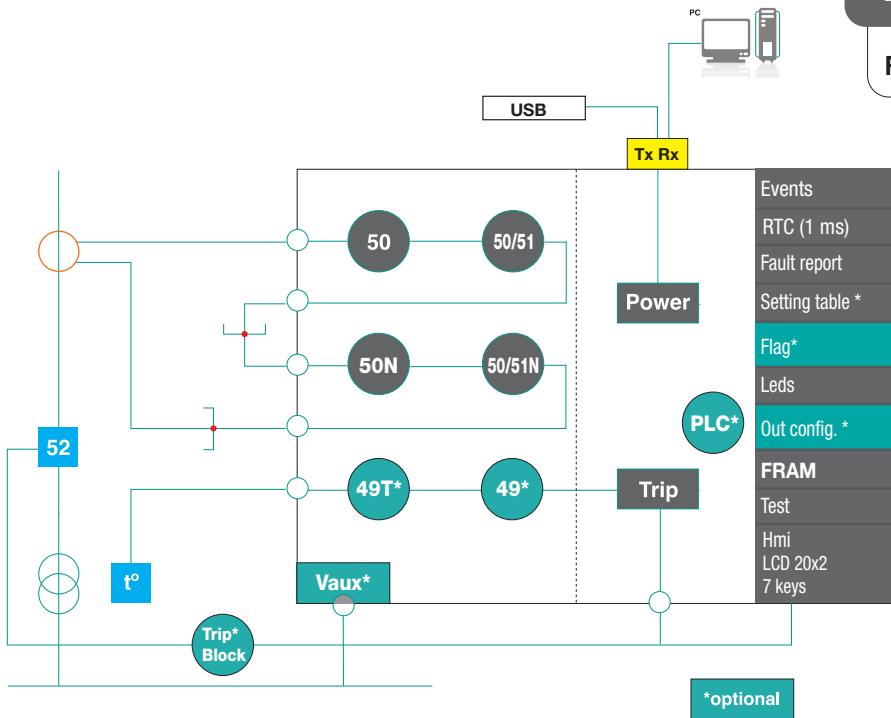 PC
USB
Tx Rx
F
Events
RTC (1 ms)
Fault report
Setting table *
Flag*
Leds
Out config. *
FRAM
Test
Hmi
LCD 20x2
7 keys
50
50/51
Power
50N
50/51N
PLC*
52
49T*
49*
Trip
t°
Vaux*
Trip*
Block
*optional